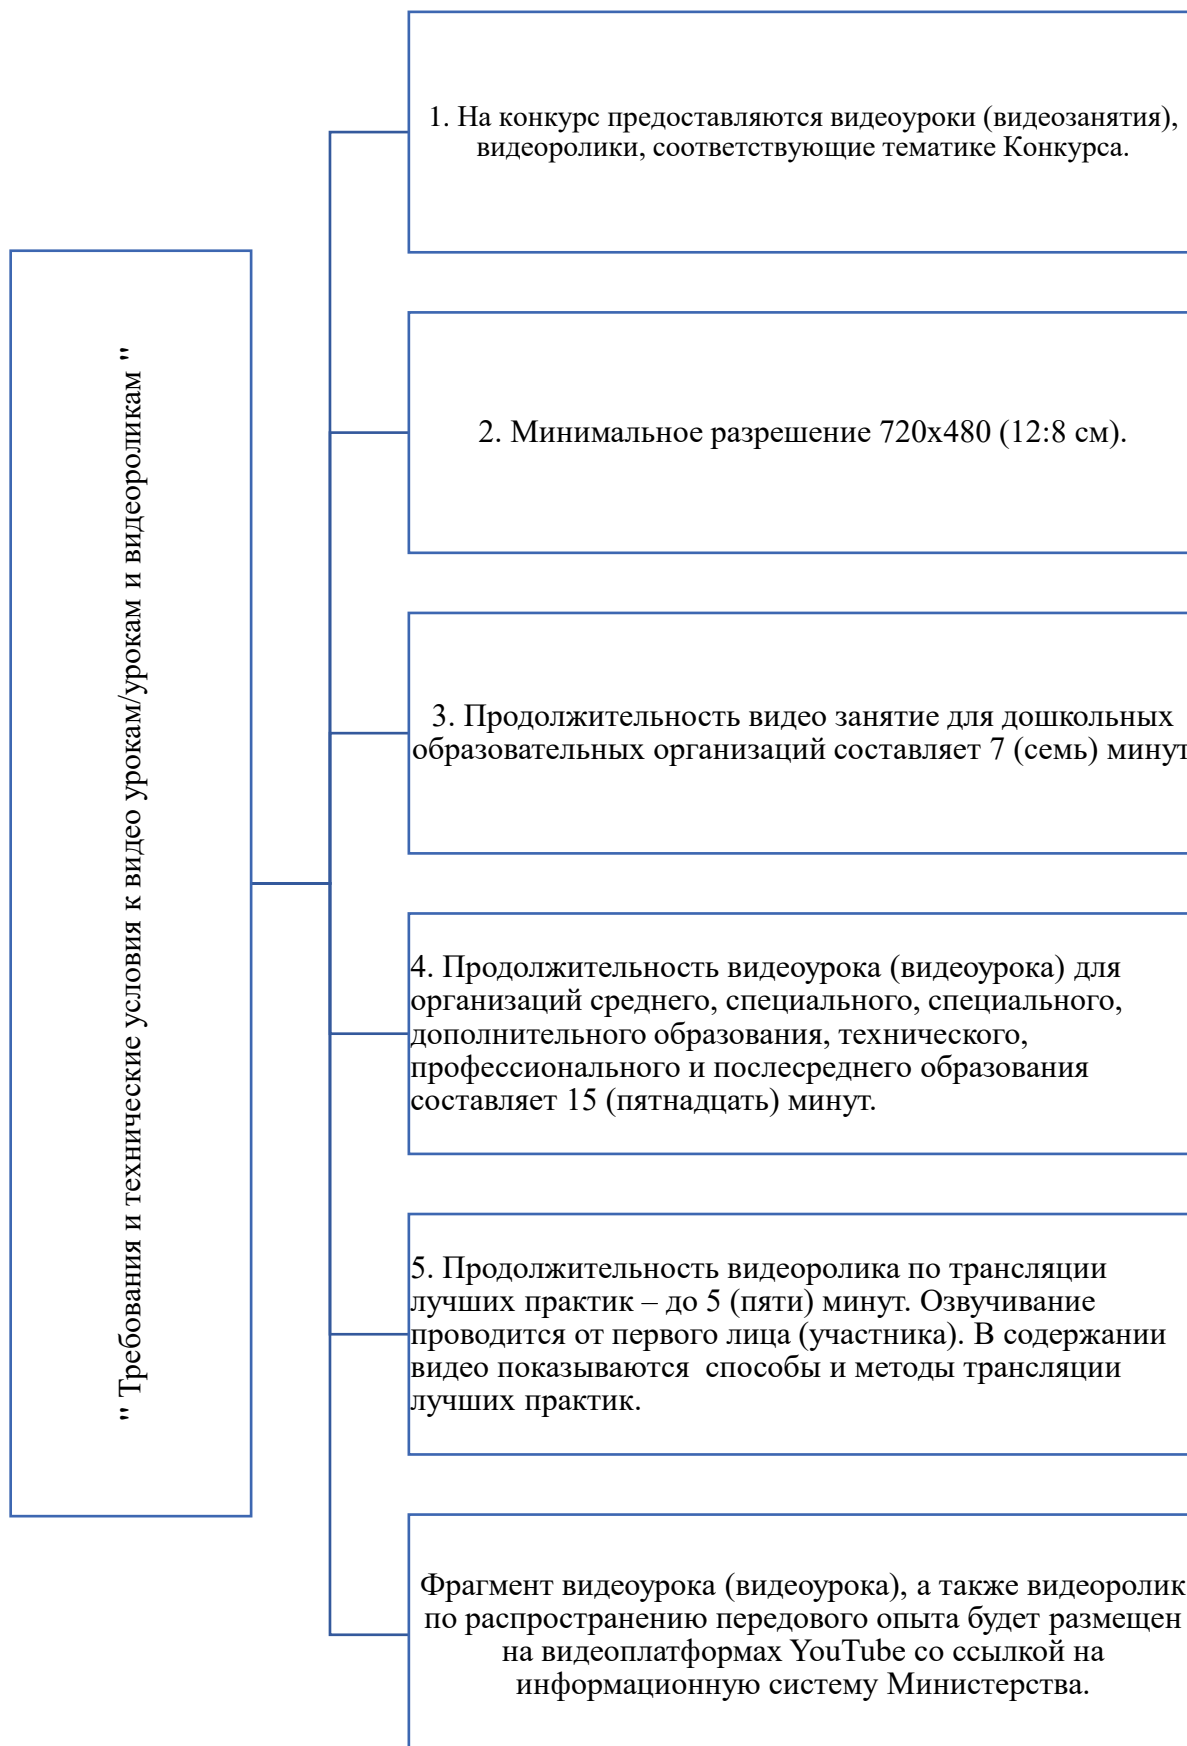 " Требования и технические условия к видео урокам/урокам и видеороликам "
1. На конкурс предоставляются видеоуроки (видеозанятия),
видеоролики, соответствующие тематике Конкурса.
2. Минимальное разрешение 720х480 (12:8 см).
3. Продолжительность видео занятие для дошкольных
образовательных организаций составляет 7 (семь) минут
4. Продолжительность видеоурока (видеоурока) для
организаций среднего, специального, специального,
дополнительного образования, технического,
профессионального и послесреднего образования
составляет 15 (пятнадцать) минут.
5. Продолжительность видеоролика по трансляции
лучших практик – до 5 (пяти) минут. Озвучивание
проводится от первого лица (участника). В содержании
видео показываются  способы и методы трансляции
лучших практик.
Фрагмент видеоурока (видеоурока), а также видеоролик
по распространению передового опыта будет размещен
на видеоплатформах YouTube со ссылкой на
информационную систему Министерства.